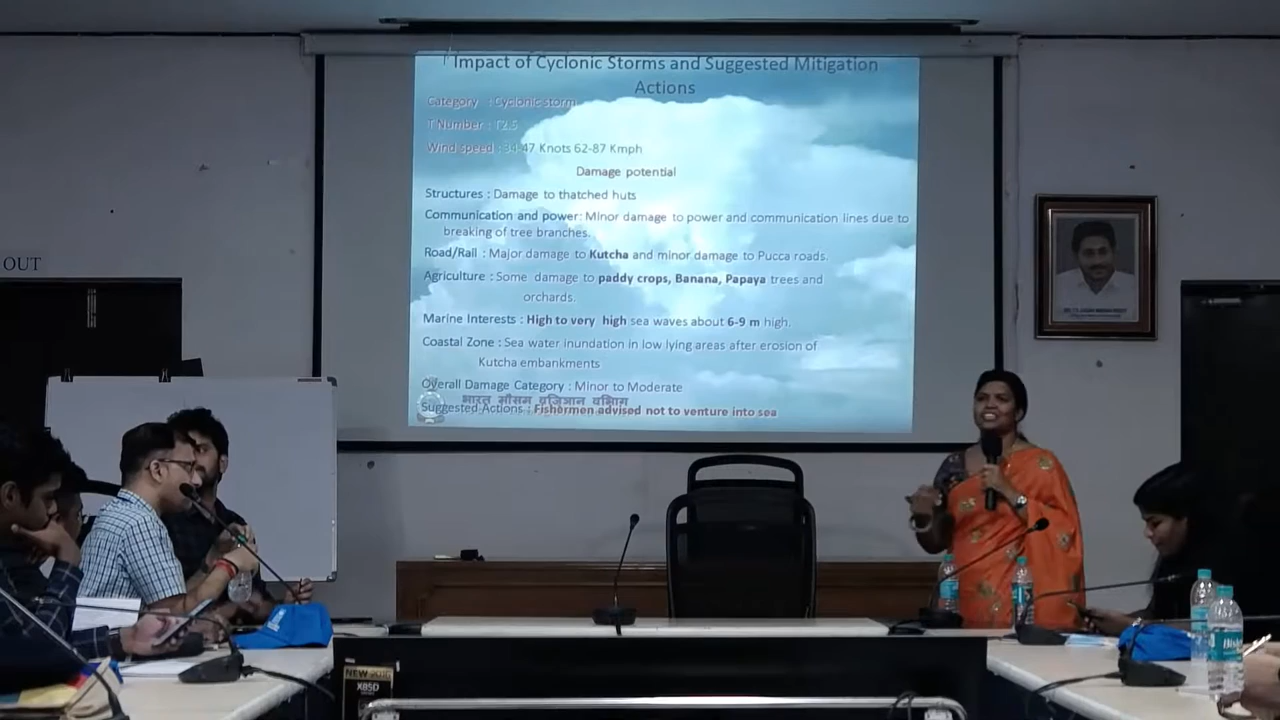 Impact of Cyclonic Storms and Suggested Mitigation
Actions
Category : Cyclonic storm
T Number : T2.5
Wind speed : 34-47 Knots 62-87 Kmph
Damage potential
Structures : Damage to thatched huts
Communication and power: Minor damage to power and communication lines due to
breaking of tree branches.
Road/Rail : Major damage to Kutcha and minor damage to Pucca roads.
Agriculture : Some damage to paddy crops, Banana, Papaya trees and
orchards.
Marine Interests : High to very high sea waves about 6-9 m high.
Coastal Zone : Sea water inundation in low lying areas after erosion of
Kutcha embankments
Overall Damage Category : Minor to Moderate
भारत मौसम
Suggested Actions : Fishermen advised not to venture into sea
OUT
NEW
X85D